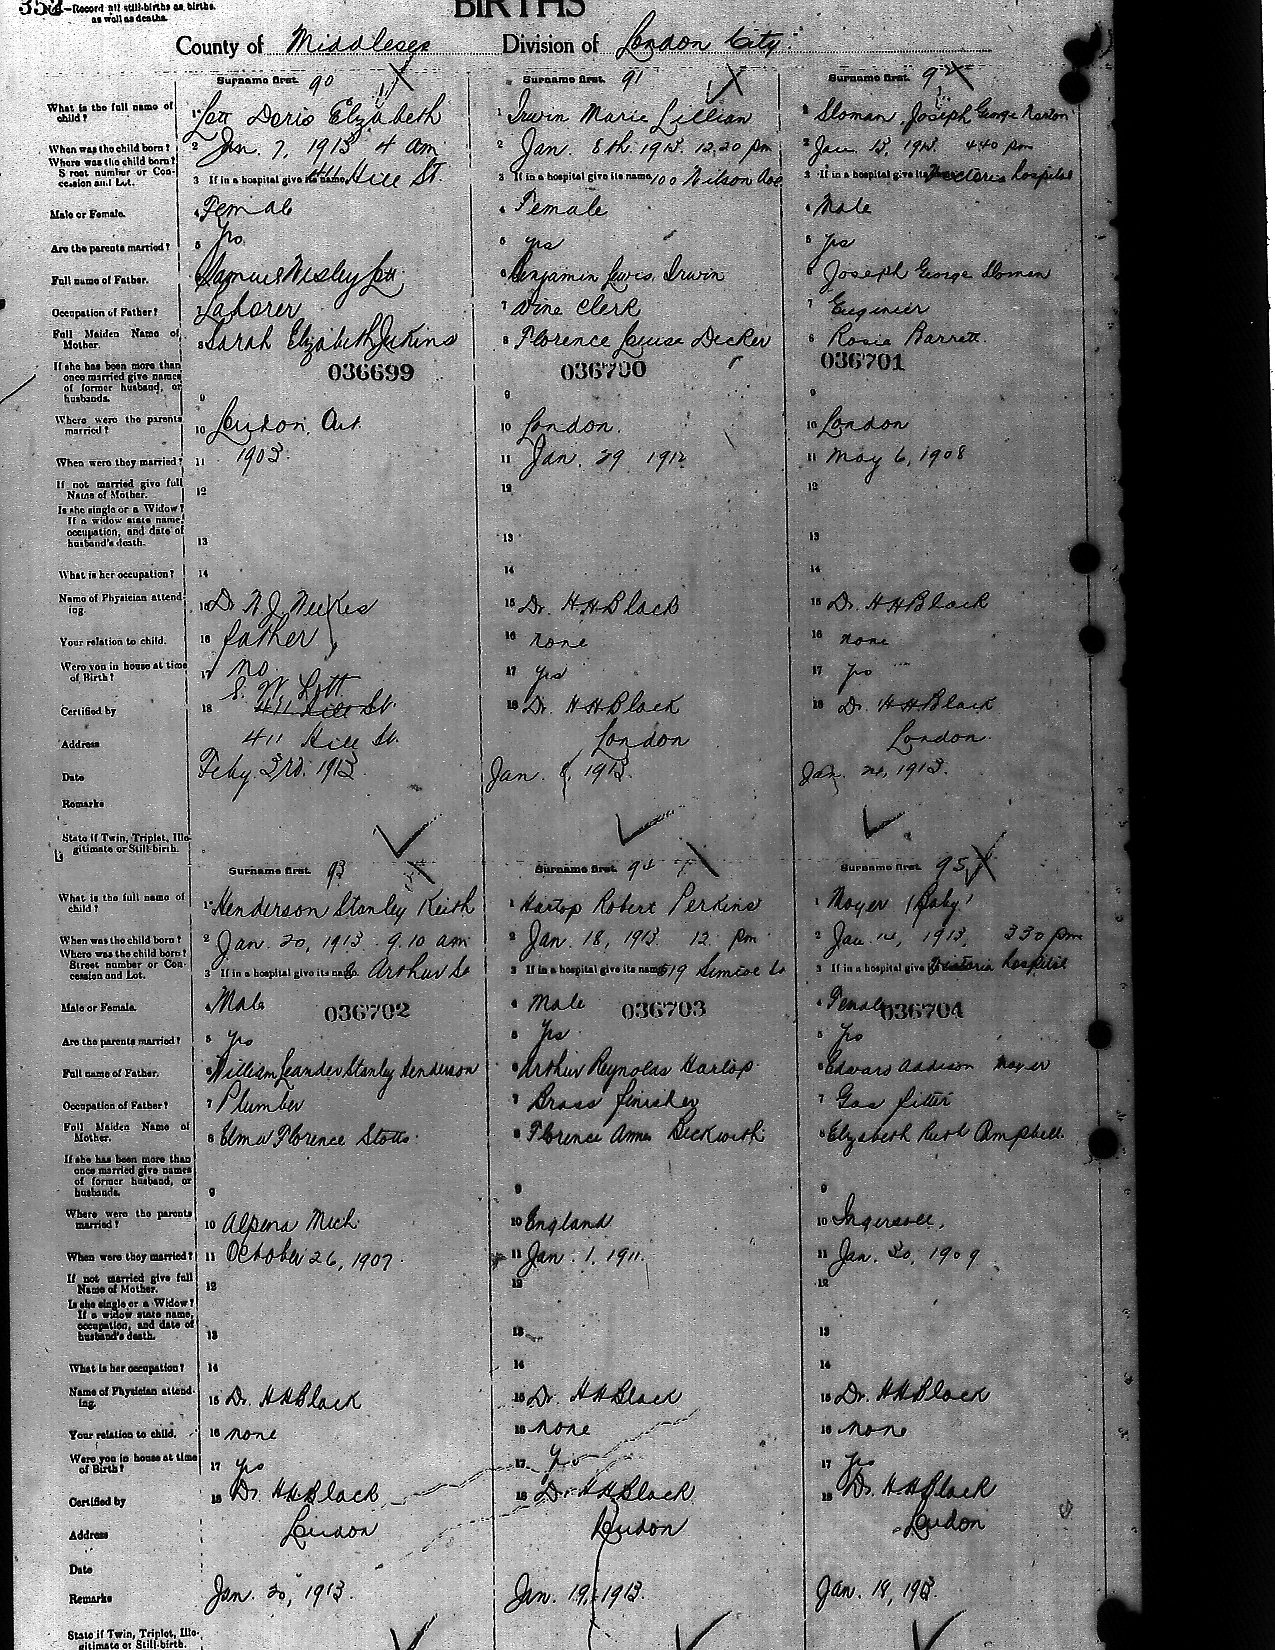 352
N.B.—Record all still-births as births, as well as deaths.
BIRTHS
County of Middlesex Division of London City
Surname first. 90
What is the full name of child? 1 Lott Doris Elizabeth
When was the child born? 2 Jan. 7, 1913 4 am
Where was the child born? Street number or Concession and Lot. 3 If in a hospital give its name 411 Hill St.
Male or Female. 4 Female
Are the parents married? 5 Yes
Full name of Father. 6 Samuel Wesley Lott
Occupation of Father? 7 Laborer
Full Maiden Name of Mother. 8 Sarah Elizabeth Jukins
036699
If she has been more than once married give names of former husband, or husbands. 9
Where were the parents married? 10 London Ont
When were they married? 11 1903
If not married give full Name of Mother. 12
Is she single or a Widow? If a widow state name, occupation, and date of husband's death. 13
What is her occupation? 14
Name of Physician attending. 15 Dr N.J.
Your relation to child. 16 father
Were you in house at time of Birth? 17 no
Certified by 18 S. W. Lott
411 Hill St.
Address 411 Hill St.
Date Feby. 3rd. 1913
Remarks
State if Twin, Triplet, Illegitimate or Still-birth.
Surname first. 91
1 Irwin Marie Lillian
2 Jan. 8th 1913. 12.20 pm
3 If in a hospital give its name 100 Wilson Ave
4 Female
5 yes
6 Benjamin Lewis Irwin
7 Wine Clerk
8 Florence Louise Decker
036700
9
10 London.
11 Jan. 29 1912
12
13
14
15 Dr. H H Black
16 none
17 yes
18 Dr. H H Black
London
Jan. 8, 1913.
Surname first. 92
1 Sloman, Joseph George
2 Jan. 13, 1913. 4 40 pm
3 If in a hospital give its Victoria hospital
4 Male
5 yes
6 Joseph George Sloman
7 Engineer
8 Rosie Barrett.
036701
9
10 London
11 May 6, 1908
12
13
14
15 Dr. H H Black
16 none
17 yes
18 Dr. H H Black
London.
Jan. 1913.
Surname first. 93
What is the full name of child? 1 Henderson Stanley Keith
When was the child born? 2 Jan. 20, 1913. 9.10 am
Where was the child born? Street number or Concession and Lot. 3 If in a hospital give its name Arthur St
Male or Female. 4 Male
036702
Are the parents married? 5 yes
Full name of Father. 6 William Leander Stanley Henderson
Occupation of Father? 7 Plumber
Full Maiden Name of Mother. 8 Elma Florence Stotts
If she has been more than once married give names of former husband, or husbands. 9
Where were the parents married? 10 Alpena Mich
When were they married? 11 October 26, 1907.
If not married give full Name of Mother. 12
Is she single or a Widow? If a widow state name, occupation, and date of husband's death. 13
What is her occupation? 14
Name of Physician attending. 15 Dr. H H Black
Your relation to child. 16 none
Were you in house at time of Birth? 17 yes
Certified by 18 Dr. H H Black
Address London
Date
Remarks Jan. 20, 1913.
State if Twin, Triplet, Illegitimate or Still-birth.
Surname first. 94
1 Hartop Robert Perkins
2 Jan. 18, 1913. 12. pm
3 If in a hospital give its name 519 Simcoe St
4 Male
036703
5 yes
6 Arthur Reynolds Hartop
7 Brass finisher
8 Florence Annie Beckwith
9
10 England
11 Jan. 1. 1911.
12
13
14
15 Dr. H H Black
16 none
17 Yes
18 Dr. H H Black
London
Jan. 19, 1913.
Surname first. 95
1 Moyer (Baby)
2 Jan 1913, 3 30 pm
3 If in a hospital give Victoria hospital
4 Female
036704
5 yes
6 Edward Addison Moyer
7 Gas fitter
8 Elizabeth Ruth Campbell.
9
10 Ingersoll.
11 Jan. 20, 1909
12
13
14
15 Dr. H H Black
16 none
17 yes
18 Dr. H H Black
London
Jan. 18, 1913.